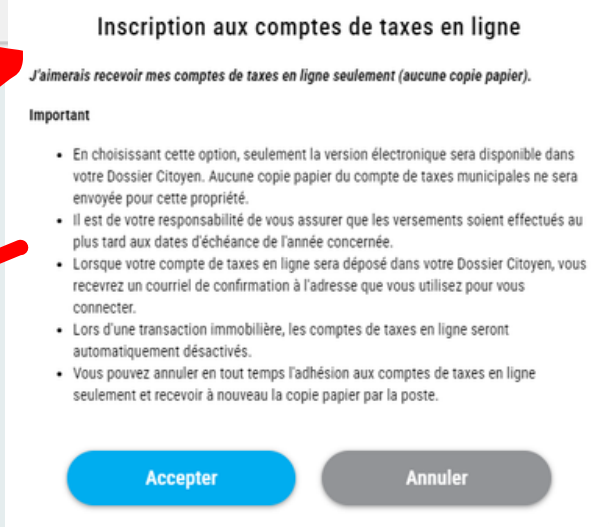 Inscription aux comptes de taxes en ligne
J'aimerais recevoir mes comptes de taxes en ligne seulement (aucune copie papier).
Important
• En choisissant cette option, seulement la version électronique sera disponible dans
votre Dossier Citoyen. Aucune copie papier du compte de taxes municipales ne sera
envoyée pour cette propriété.
• Il est de votre responsabilité de vous assurer que les versements soient effectués au
plus tard aux dates d'échéance de l'année concernée.
• Lorsque votre compte de taxes en ligne sera déposé dans votre Dossier Citoyen, vous
recevrez un courriel de confirmation à l'adresse que vous utilisez pour vous
connecter.
• Lors d'une transaction immobilière, les comptes de taxes en ligne seront
automatiquement désactivés.
• Vous pouvez annuler en tout temps l'adhésion aux comptes de taxes en ligne
seulement et recevoir à nouveau la copie papier par la poste.
Accepter
Annuler